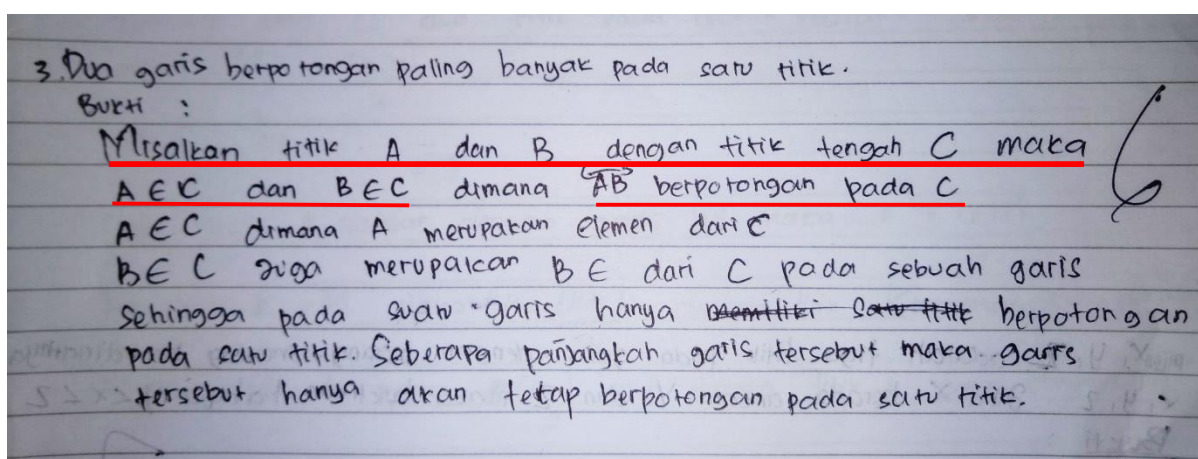 3. Dua garis berpotongan paling banyak pada satu titik.
Bukti :
Misalkan titik A dan B dengan titik tengah C maka
A ∈ C dan B ∈ C dimana AB berpotongan pada C
A ∈ C dimana A merupakan elemen dari C
B ∈ C juga merupakan B ∈ dari C pada sebuah garis
sehingga pada suatu garis hanya memiliki satu titik berpotongan
pada satu titik. Seberapa panjangkah garis tersebut maka garis
tersebut hanya akan tetap berpotongan pada satu titik.